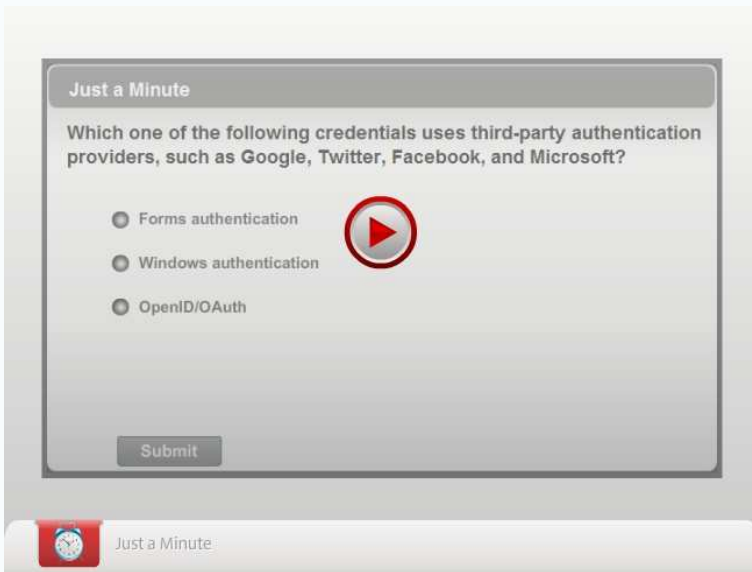 Just a Minute
Which one of the following credentials uses third-party authentication
providers, such as Google, Twitter, Facebook, and Microsoft?
Forms authentication
Windows authentication
OpenID/OAuth
Submit
Just a Minute